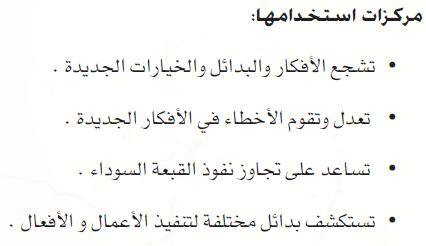 مركزات استخدامها:
• تشجع الأفكار والبدائل والخيارات الجديدة .
• تعدل وتقوم الأخطاء في الأفكار الجديدة .
• تساعد على تجاوز نفوذ القبعة السوداء .
• تستكشف بدائل مختلفة لتنفيذ الأعمال و الأفعال .